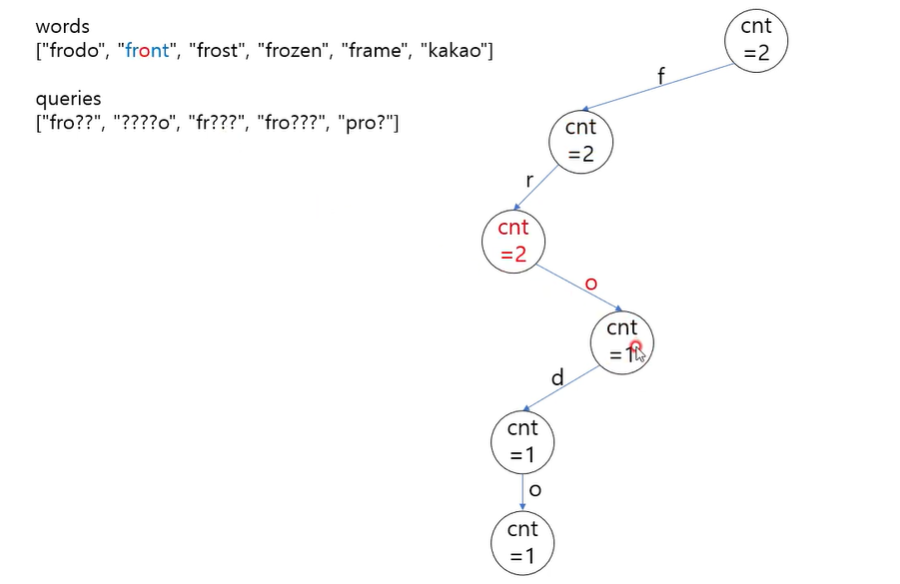 words
["frodo", "front", "frost", "frozen", "frame", "kakao"]
queries
["fro??", "????o", "fr???", "fro???", "pro?"]
cnt
=2
f
cnt
=2
r
cnt
=2
o
cnt
=1
d
cnt
=1
o
cnt
=1